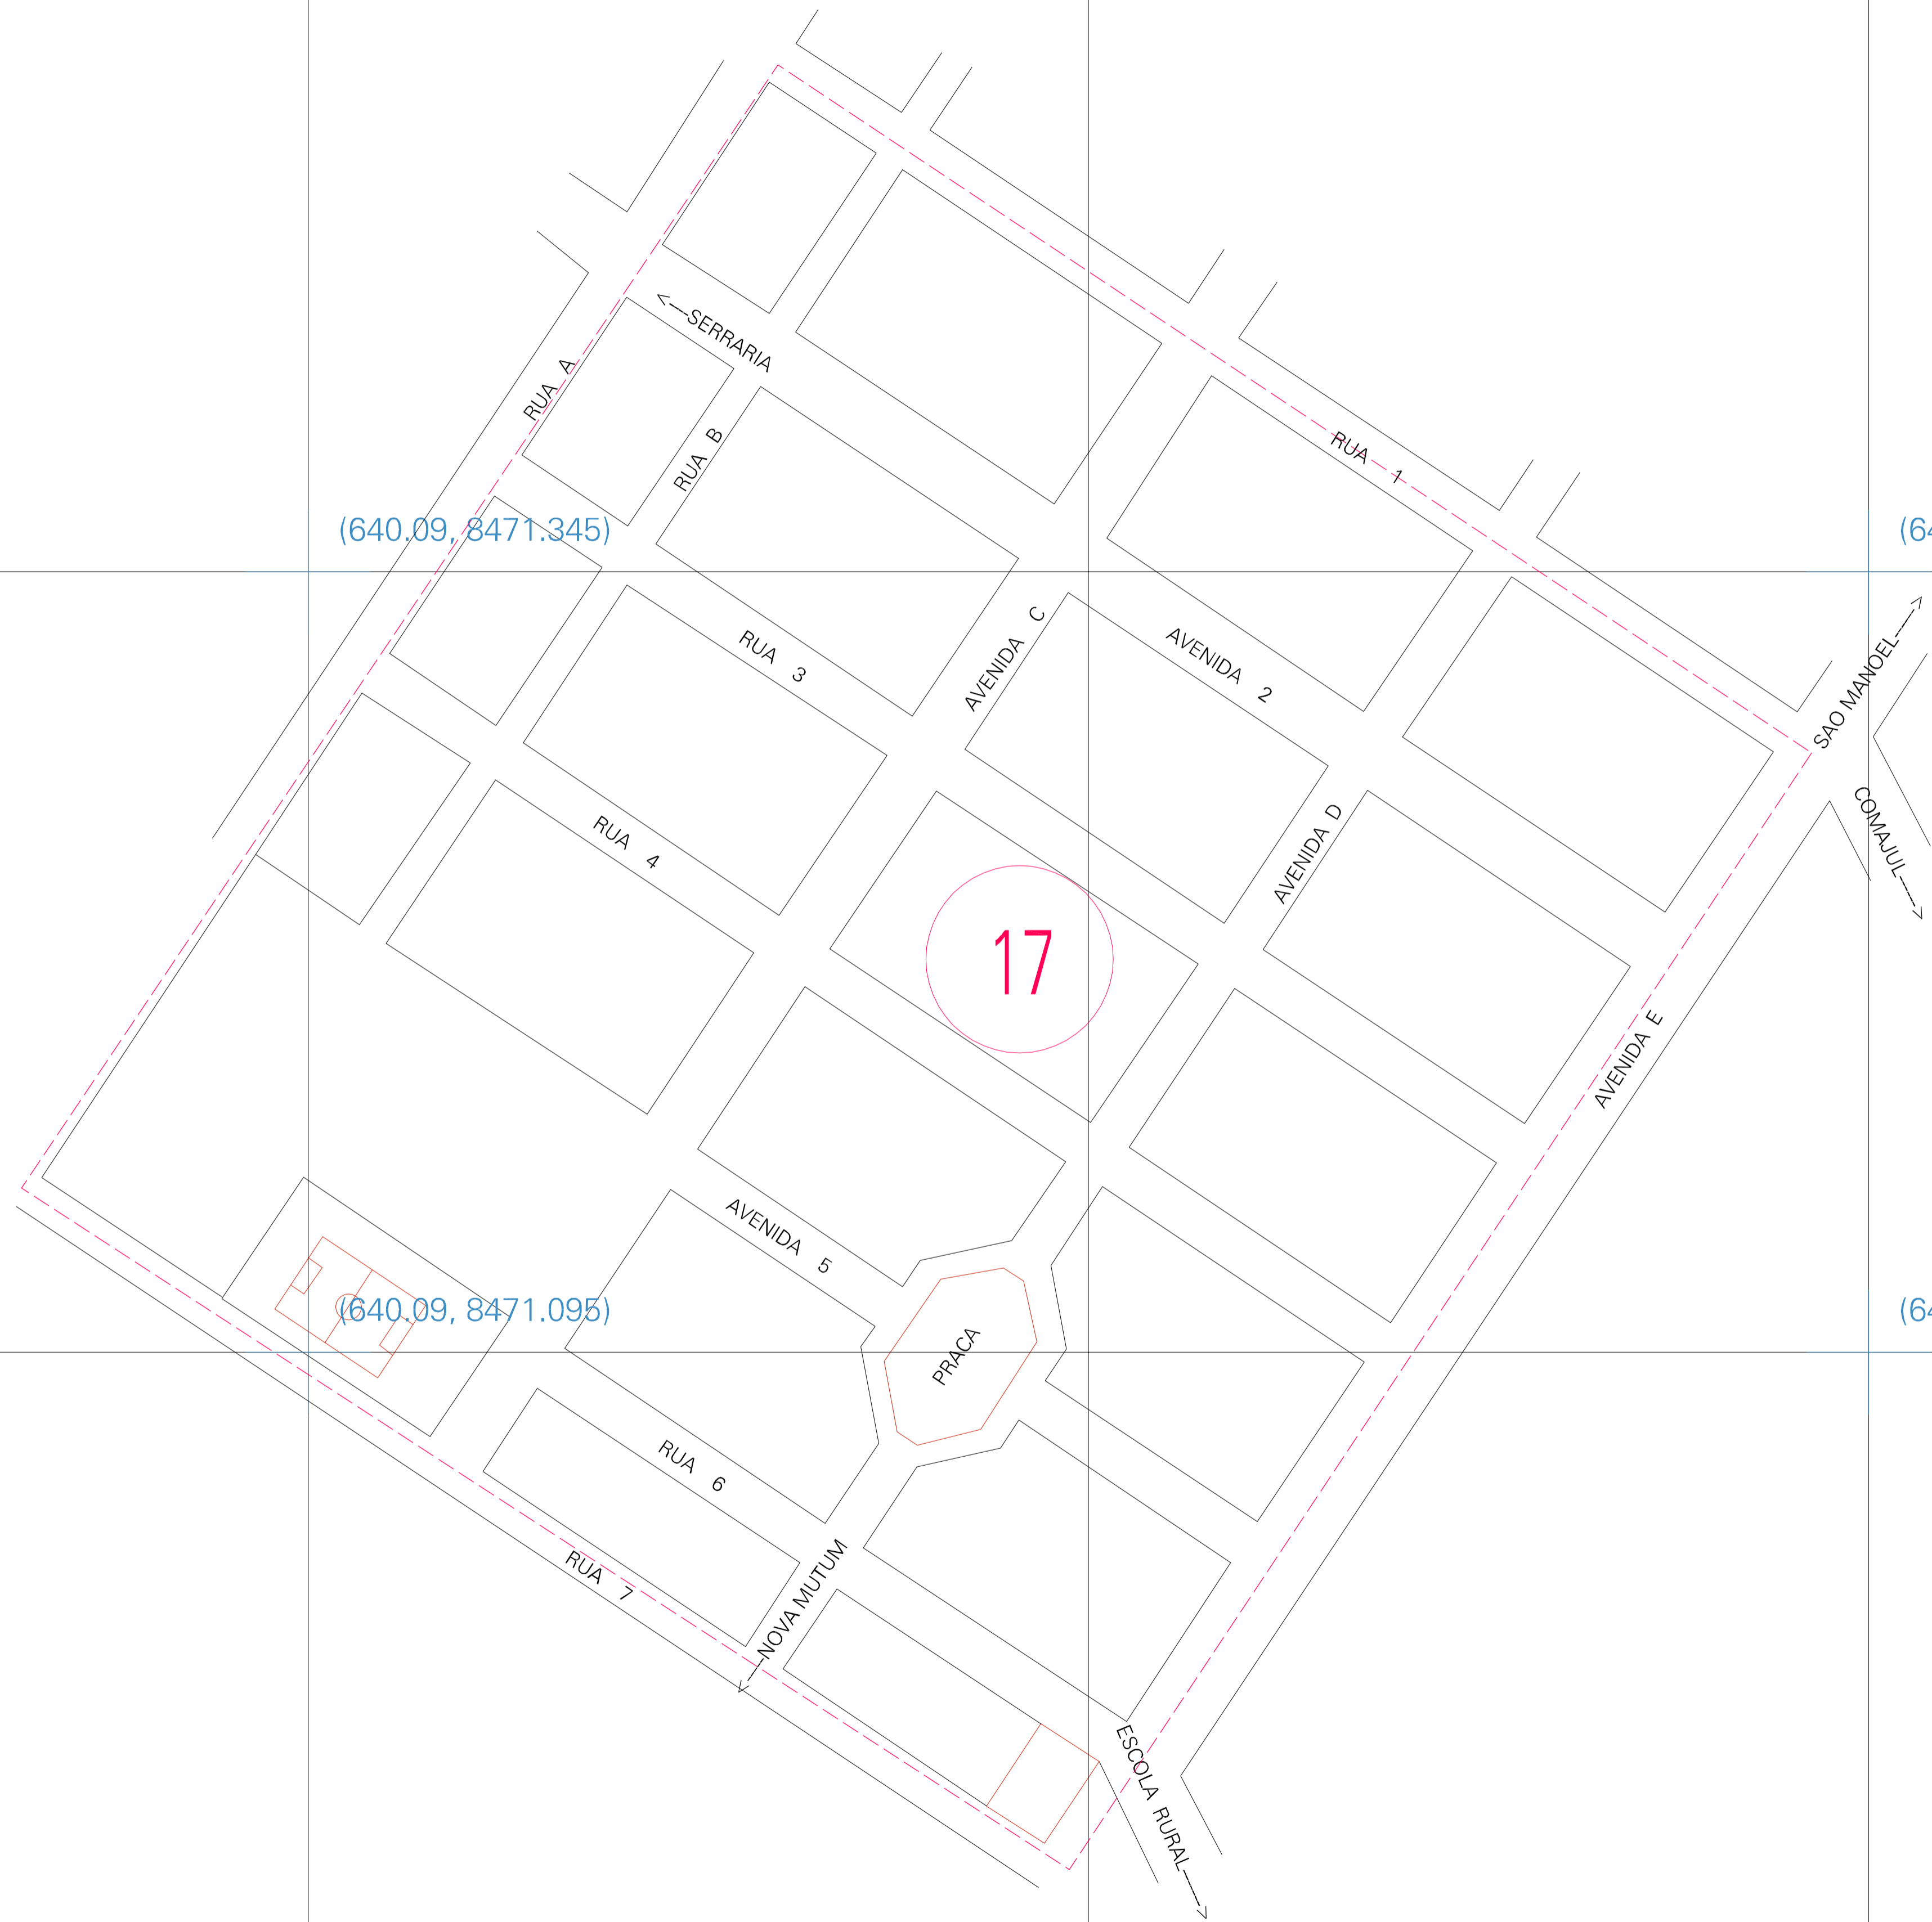 <---SERRARIA
RUA A
RUA B
RUA 1
(640.09, 8471.345)
RUA 3
AVENIDA C
AVENIDA 2
SAO MANOEL--->
COMAJUL--->
RUA 4
AVENIDA D
17
AVENIDA E
AVENIDA 5
(640.09, 8471.095)
PRACA
RUA 6
RUA 7
<---NOVA MUTUM
ESCOLA RURAL--->